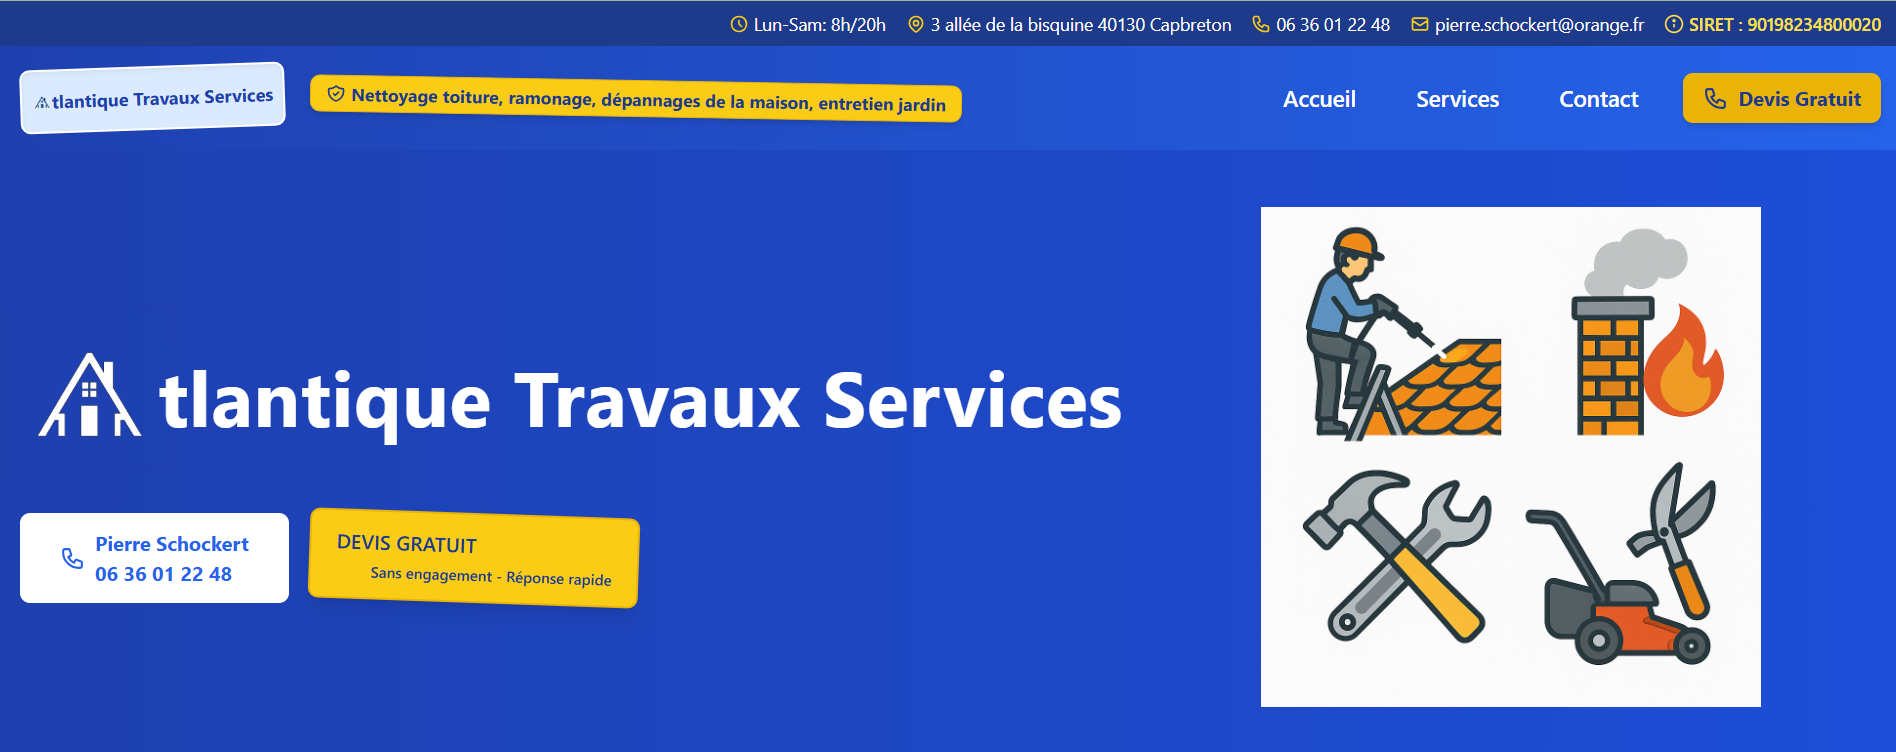 Lun-Sam: 8h/20h 3 allée de la bisquine 40130 Capbreton 06 36 01 22 48 pierre.schockert@orange.fr SIRET : 90198234800020
tlantique Travaux Services
Nettoyage toiture, ramonage, dépannages de la maison, entretien jardin
Accueil Services Contact Devis Gratuit
tlantique Travaux Services
Pierre Schockert
06 36 01 22 48
DEVIS GRATUIT
Sans engagement - Réponse rapide